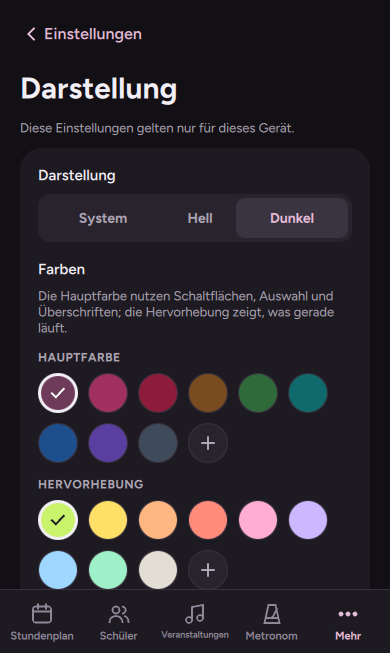 Einstellungen
Darstellung
Diese Einstellungen gelten nur für dieses Gerät.
Darstellung
System Hell Dunkel
Farben
Die Hauptfarbe nutzen Schaltflächen, Auswahl und
Überschriften; die Hervorhebung zeigt, was gerade
läuft.
HAUPTFARBE
HERVORHEBUNG
Stundenplan Schüler Veranstaltungen Metronom Mehr